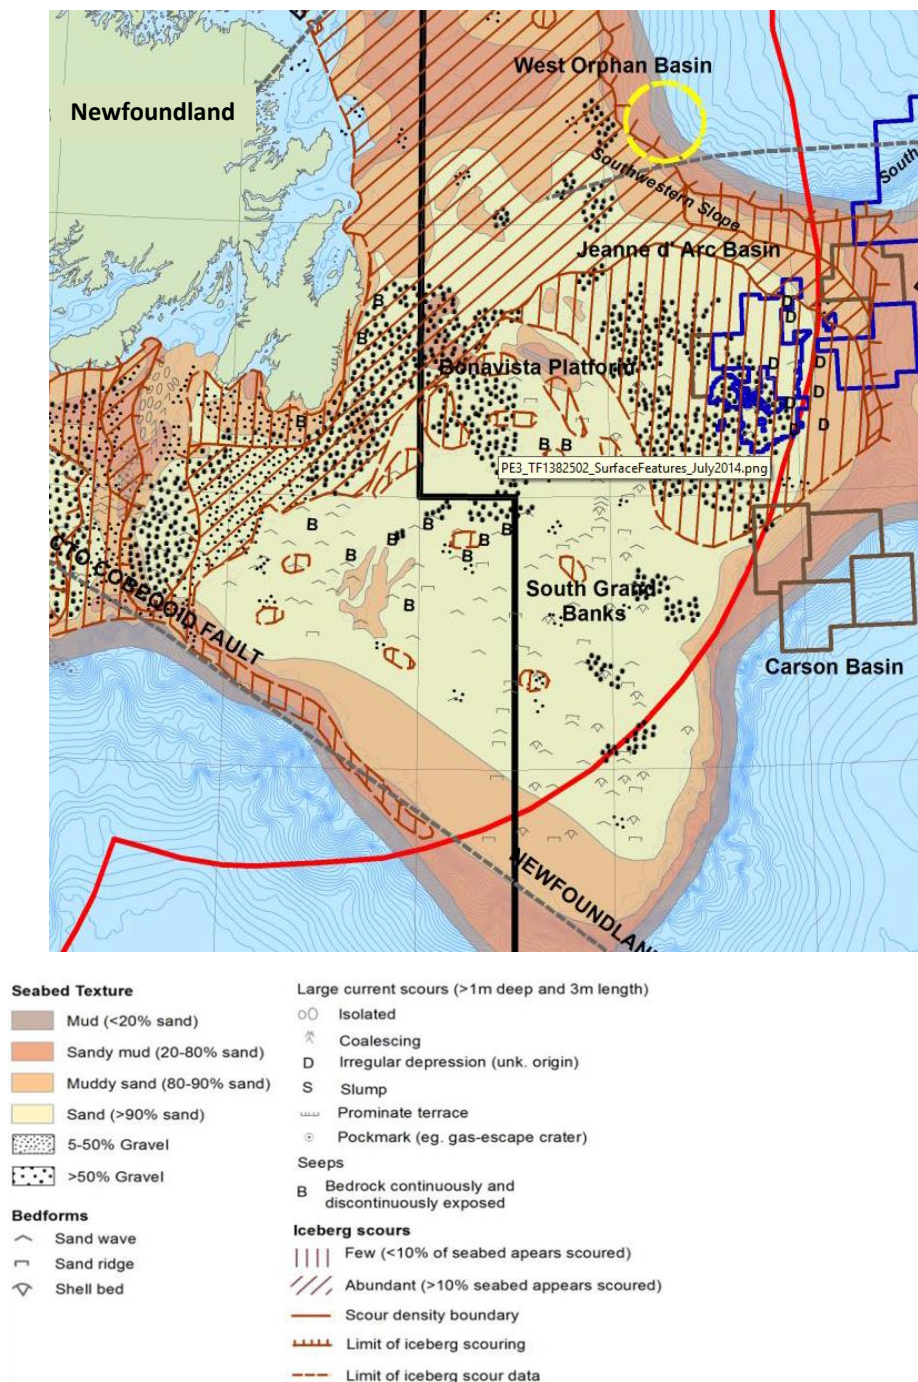 West Orphan Basin
Newfoundland
South
Southwestern Slope
Jeanne d' Arc Basin
D
D
B
B
Bonavista Platform
D
D
D
D
D
B
B
B
PE3_TF1382502_SurfaceFeatures_July2014.png
B
B
B
B
B
B
B
B
CTO COBEQUID FAULT
South Grand
Banks
Carson Basin
NEWFOUNDLAN
Seabed Texture
Mud (<20% sand)
Sandy mud (20-80% sand)
Muddy sand (80-90% sand)
Sand (>90% sand)
5-50% Gravel
>50% Gravel
Bedforms
Sand wave
Sand ridge
Shell bed
Large current scours (>1m deep and 3m length)
Isolated
Coalescing
D Irregular depression (unk. origin)
S Slump
Prominate terrace
Pockmark (eg. gas-escape crater)
Seeps
B Bedrock continuously and
discontinuously exposed
Iceberg scours
Few (<10% of seabed apears scoured)
Abundant (>10% seabed appears scoured)
Scour density boundary
Limit of iceberg scouring
Limit of iceberg scour data